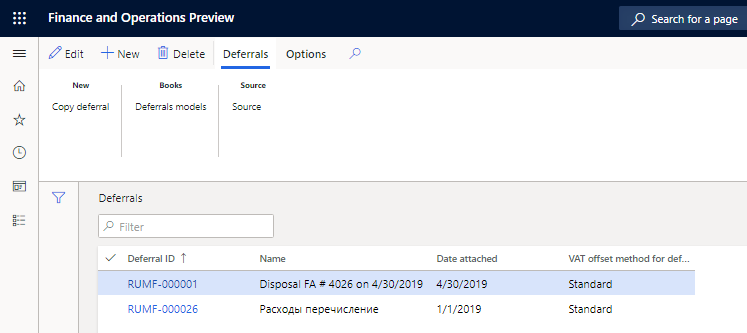 Finance and Operations Preview
Search for a page
Edit New Delete Deferrals Options
New Books Source
Copy deferral Deferrals models Source
Deferrals
Filter
Deferral ID ↑ Name Date attached VAT offset method for def...
RUMF-000001 Disposal FA # 4026 on 4/30/2019 4/30/2019 Standard
RUMF-000026 Расходы перечисление 1/1/2019 Standard